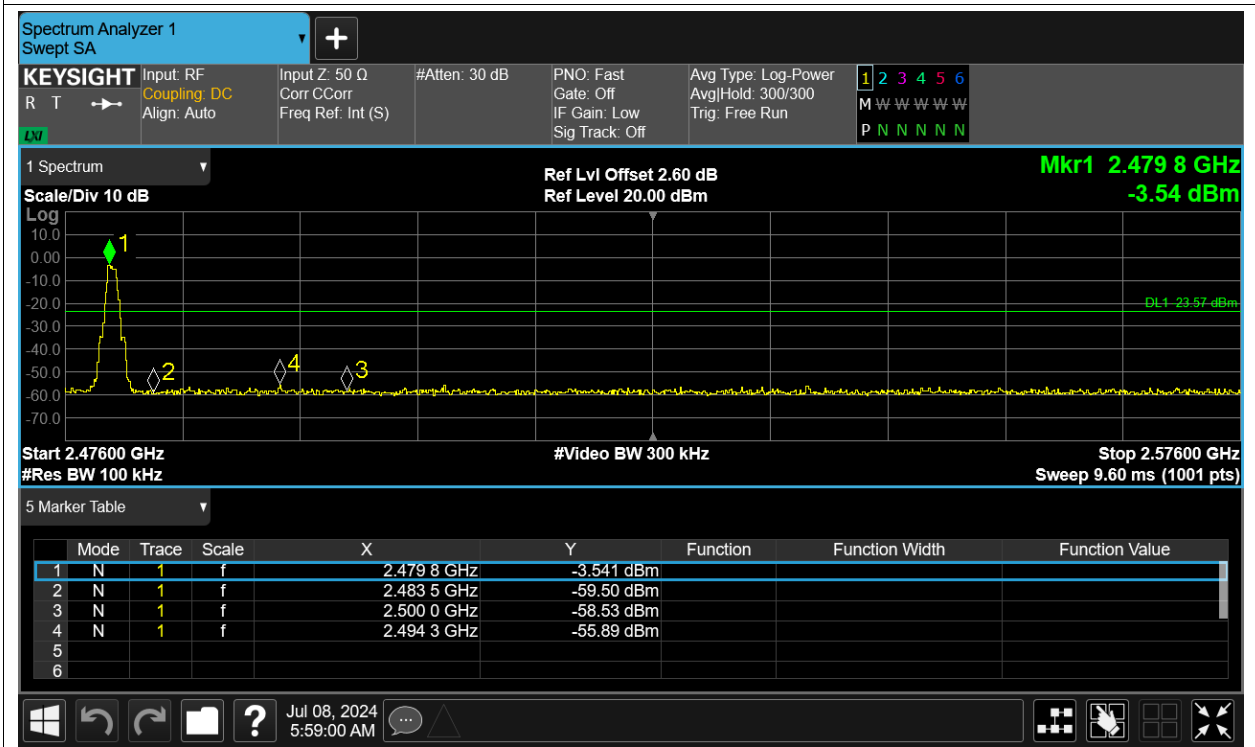 Spectrum Analyzer 1
Swept SA
KEYSIGHT
R T
LXI
Input: RF
Coupling: DC
Align: Auto
Input Z: 50 Ω
Corr CCorr
Freq Ref: Int (S)
#Atten: 30 dB
PNO: Fast
Gate: Off
IF Gain: Low
Sig Track: Off
Avg Type: Log-Power
Avg|Hold: 300/300
Trig: Free Run
1 2 3 4 5 6
M W W W W W
P N N N N N
1 Spectrum
Scale/Div 10 dB
Ref Lvl Offset 2.60 dB
Ref Level 20.00 dBm
Mkr1 2.479 8 GHz
-3.54 dBm
Log
10.0
0.00
-10.0
-20.0
-30.0
-40.0
-50.0
-60.0
-70.0
1
2
4
3
DL1 -23.57 dBm
Start 2.47600 GHz
#Video BW 300 kHz
Stop 2.57600 GHz
#Res BW 100 kHz
Sweep 9.60 ms (1001 pts)
5 Marker Table
Mode Trace Scale X Y Function Function Width Function Value
1 N 1 f 2.479 8 GHz -3.541 dBm
2 N 1 f 2.483 5 GHz -59.50 dBm
3 N 1 f 2.500 0 GHz -58.53 dBm
4 N 1 f 2.494 3 GHz -55.89 dBm
5
6
?
Jul 08, 2024
5:59:00 AM